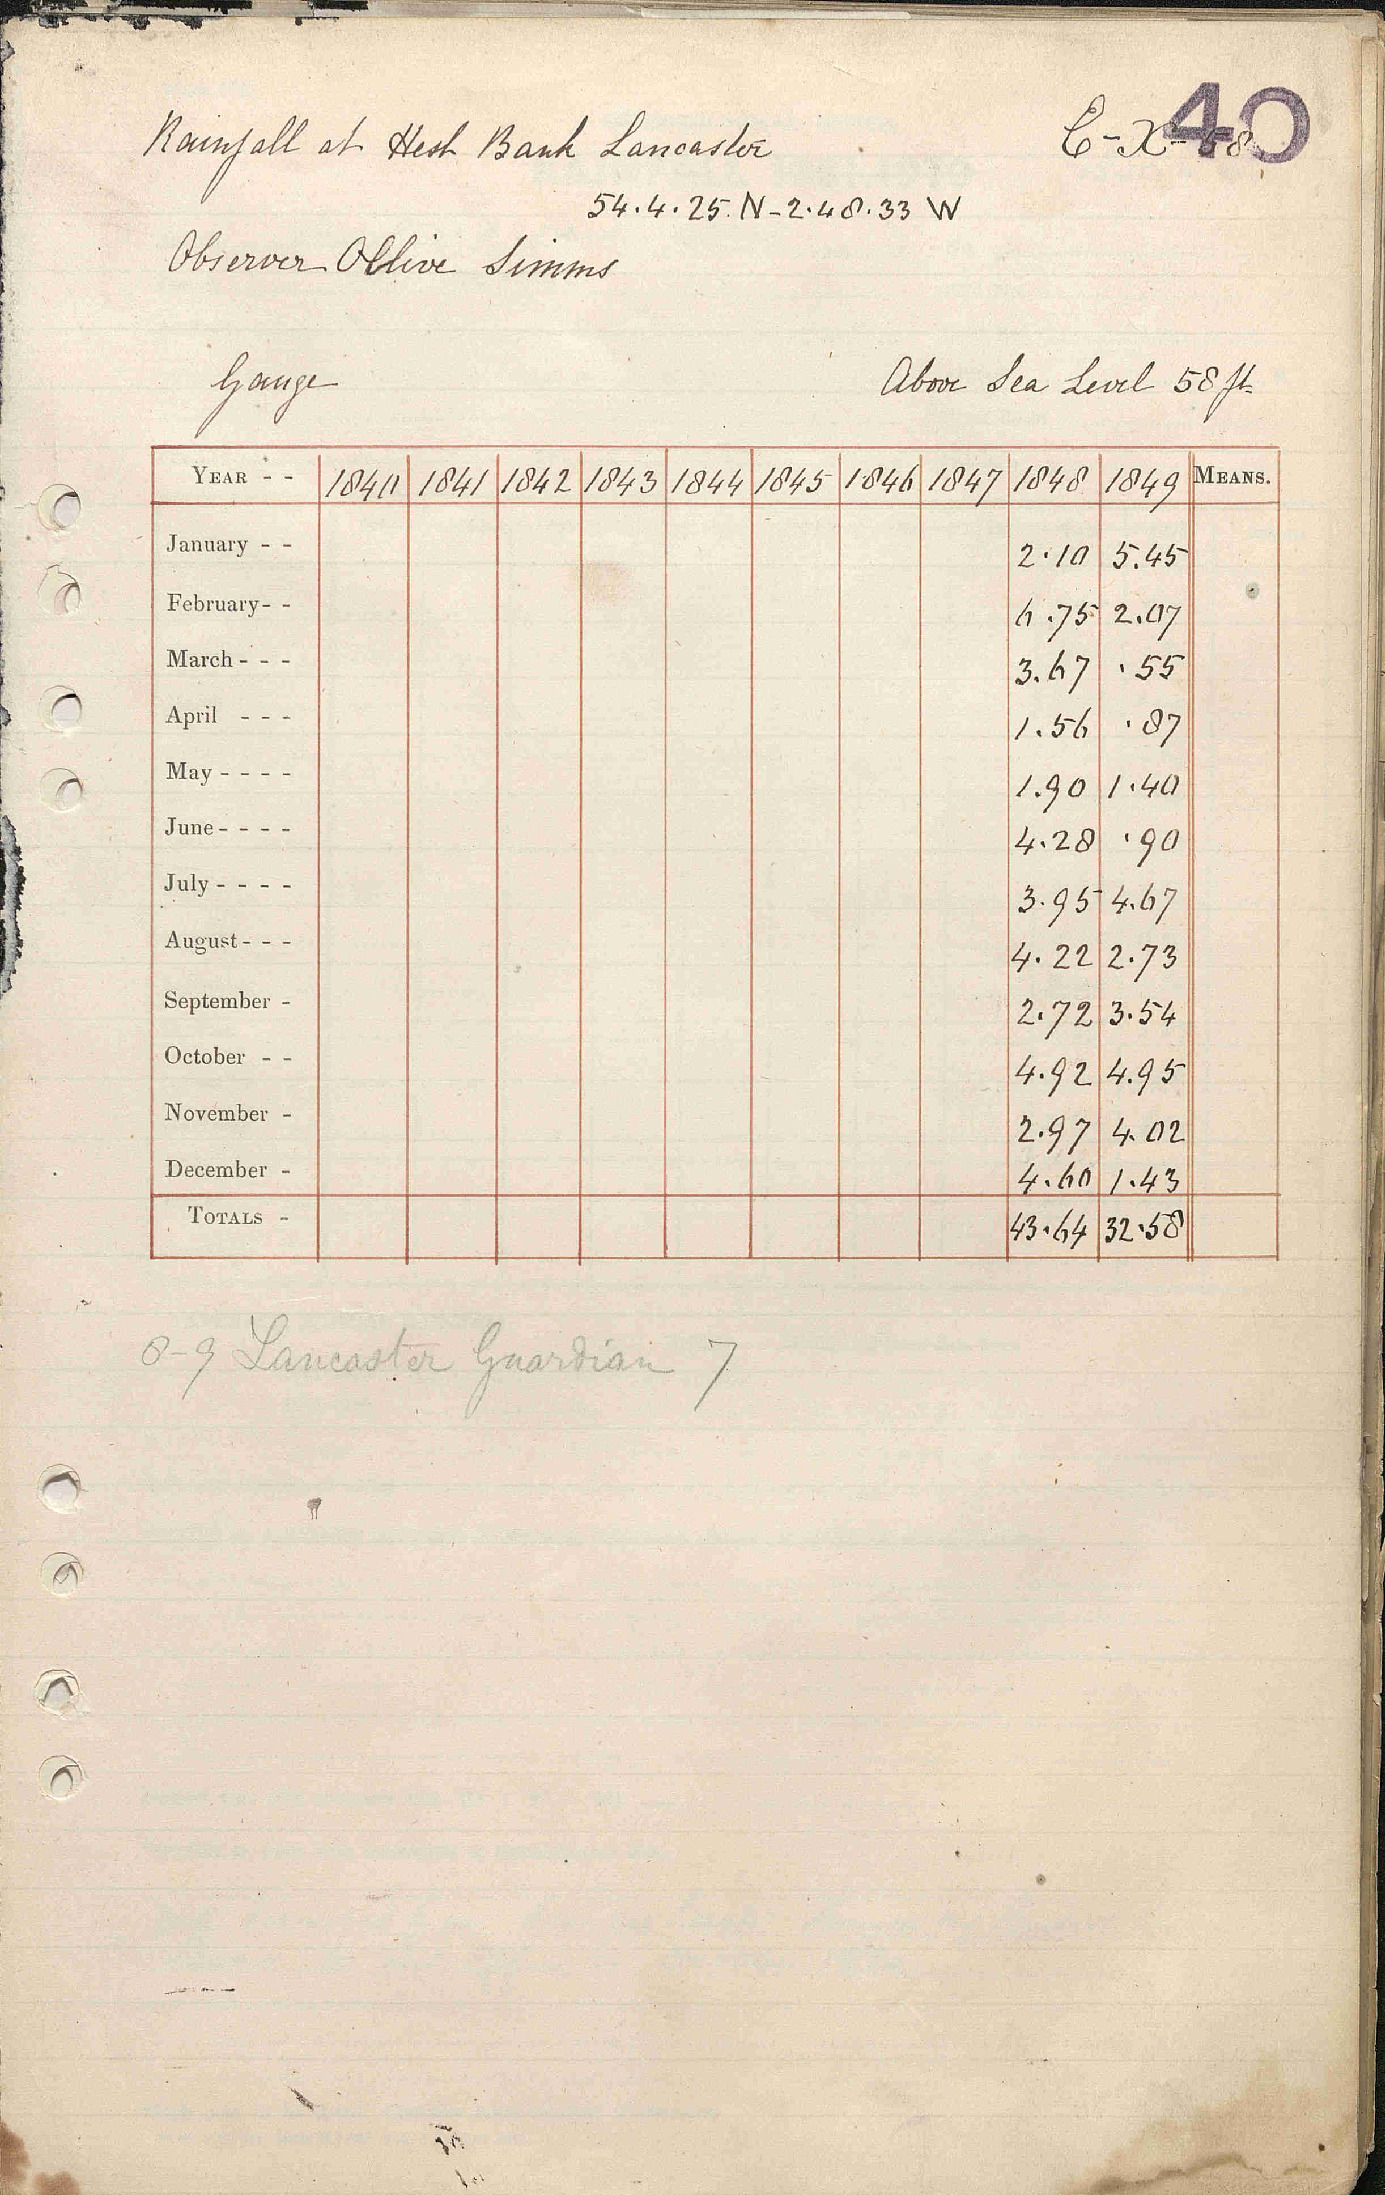 40
Rainfall at Hest Bank Lancaster
54.4.25.N-2.48.33 W
Observer Ollive Simms
Gauge Above Sea Level 58 ft
YEAR - - 1840 1841 1842 1843 1844 1845 1846 1847 1848 1849 MEANS.
January - - 2.10 5.45
February - - 6.75 2.07
March - - - 3.67 .55
April - - - 1.56 .87
May - - - - 1.90 1.40
June - - - - 4.28 .90
July - - - - 3.95 4.67
August - - - 4.22 2.73
September - 2.72 3.54
October - - 4.92 4.95
November - 2.97 4.02
December - 4.60 1.43
TOTALS - 43.64 32.58
8-9 Lancaster Guardian 7